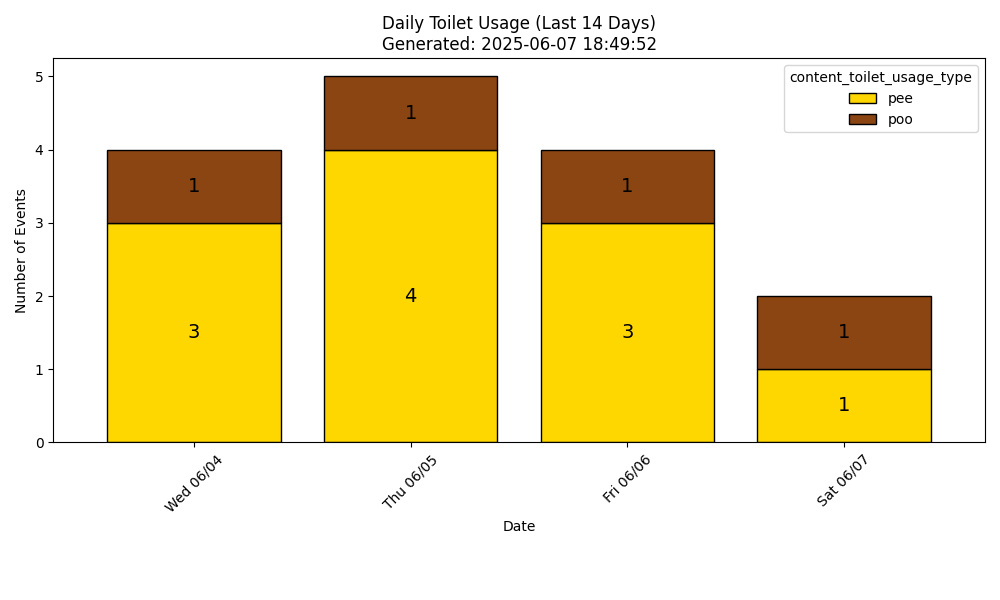 Daily Toilet Usage (Last 14 Days)
Generated: 2025-06-07 18:49:52
content_toilet_usage_type
pee
poo
Number of Events
5
4
3
2
1
0
1
3
1
4
1
3
1
1
Wed 06/04
Thu 06/05
Fri 06/06
Sat 06/07
Date